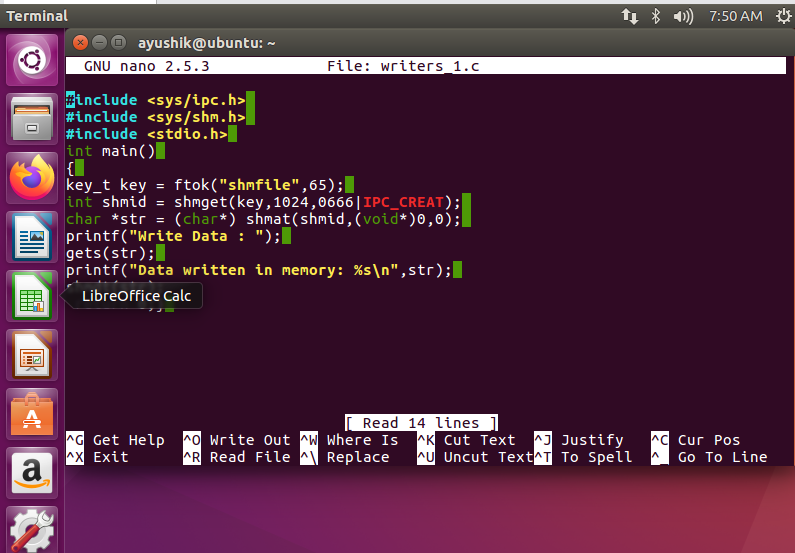 Terminal
7:50 AM
ayushik@ubuntu: ~
GNU nano 2.5.3 File: writers_1.c
#include <sys/ipc.h>
#include <sys/shm.h>
#include <stdio.h>
int main()
{
key_t key = ftok("shmfile",65);
int shmid = shmget(key,1024,0666|IPC_CREAT);
char *str = (char*) shmat(shmid,(void*)0,0);
printf("Write Data : ");
gets(str);
printf("Data written in memory: %s\n",str);
LibreOffice Calc
[ Read 14 lines ]
^G Get Help ^O Write Out ^W Where Is ^K Cut Text ^J Justify ^C Cur Pos
^X Exit ^R Read File ^\ Replace ^U Uncut Text ^T To Spell ^_ Go To Line